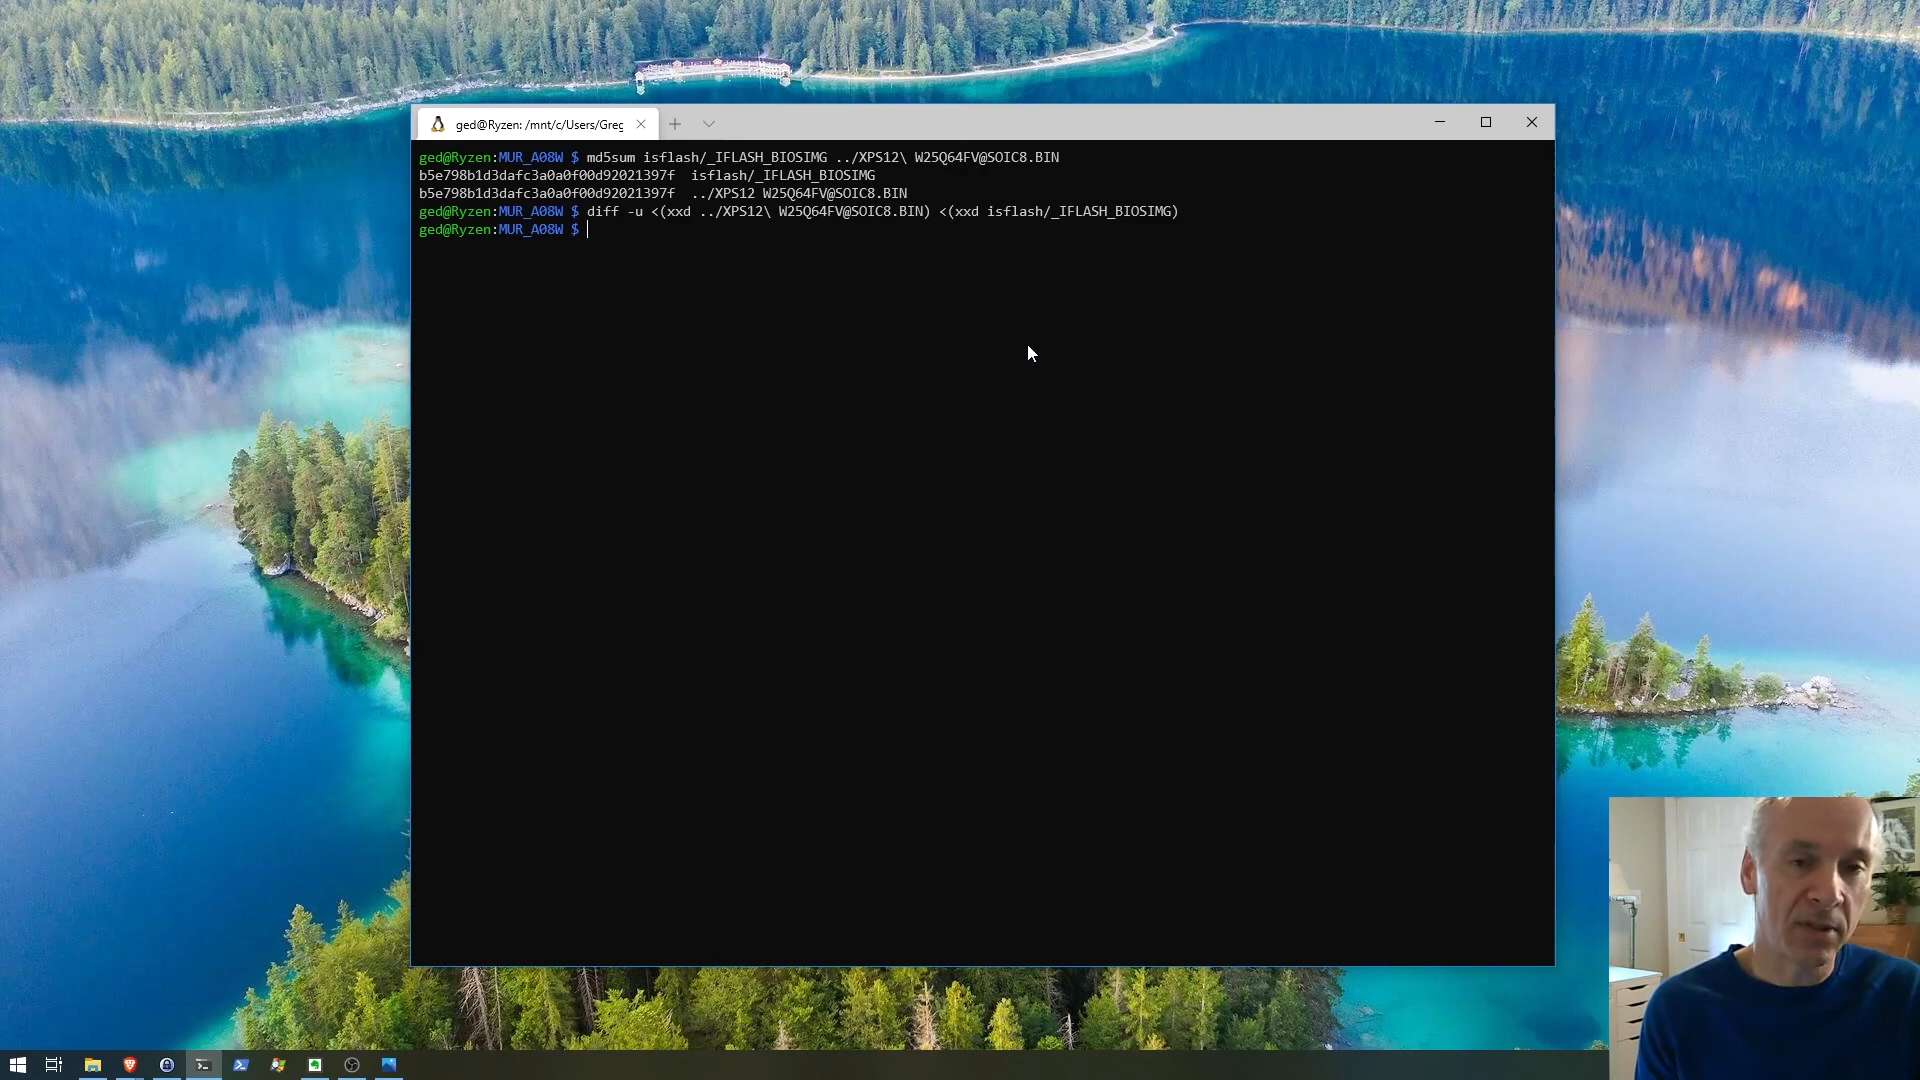 ged@Ryzen: /mnt/c/Users/Greg
ged@Ryzen:MUR_A08W $ md5sum isflash/_IFLASH_BIOSIMG ../XPS12\ W25Q64FV@SOIC8.BIN
b5e798b1d3dafc3a0a0f00d92021397f  isflash/_IFLASH_BIOSIMG
b5e798b1d3dafc3a0a0f00d92021397f  ../XPS12 W25Q64FV@SOIC8.BIN
ged@Ryzen:MUR_A08W $ diff -u <(xxd ../XPS12\ W25Q64FV@SOIC8.BIN) <(xxd isflash/_IFLASH_BIOSIMG)
ged@Ryzen:MUR_A08W $